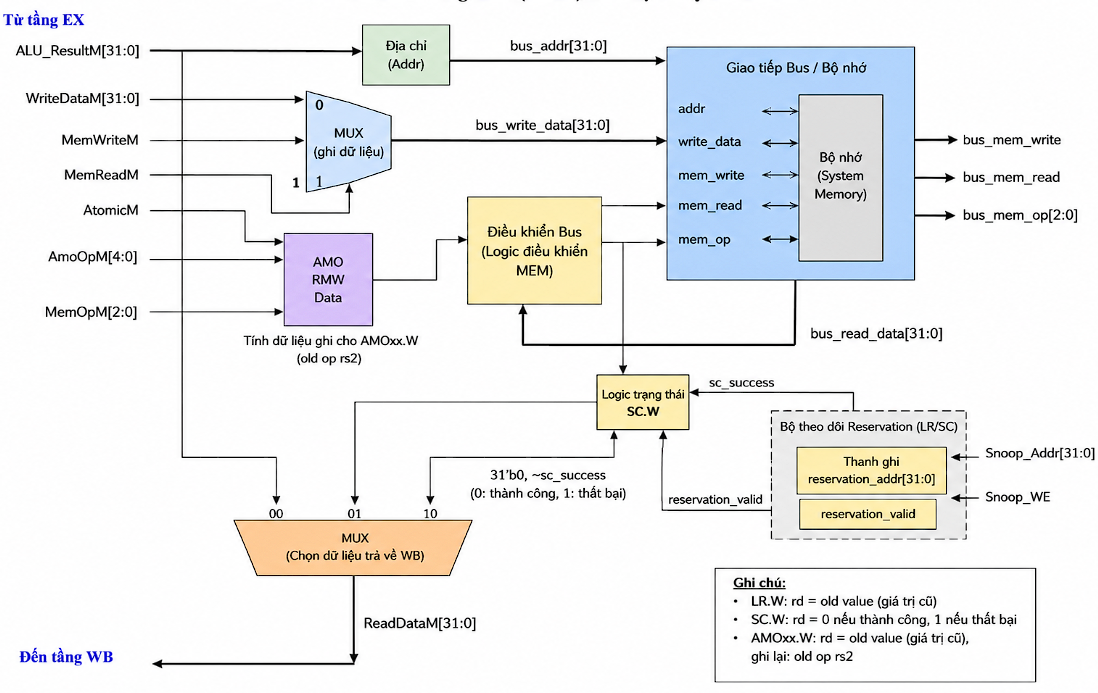 Từ tầng EX
ALU_ResultM[31:0]
WriteDataM[31:0]
MemWriteM
MemReadM
AtomicM
AmoOpM[4:0]
MemOpM[2:0]
Địa chỉ
(Addr)
bus_addr[31:0]
0
MUX
(ghi dữ liệu)
1
1
bus_write_data[31:0]
Giao tiếp Bus / Bộ nhớ
addr
write_data
mem_write
mem_read
mem_op
Bộ nhớ
(System
Memory)
bus_mem_write
bus_mem_read
bus_mem_op[2:0]
AMO
RMW
Data
Tính dữ liệu ghi cho AMOxx.W
(old op rs2)
Điều khiển Bus
(Logic điều khiển
MEM)
bus_read_data[31:0]
Logic trạng thái
SC.W
sc_success
Bộ theo dõi Reservation (LR/SC)
Thanh ghi
reservation_addr[31:0]
reservation_valid
Snoop_Addr[31:0]
Snoop_WE
reservation_valid
31'b0, ~sc_success
(0: thành công, 1: thất bại)
00
01
10
MUX
(Chọn dữ liệu trả về WB)
ReadDataM[31:0]
Đến tầng WB
Ghi chú:
• LR.W: rd = old value (giá trị cũ)
• SC.W: rd = 0 nếu thành công, 1 nếu thất bại
• AMOxx.W: rd = old value (giá trị cũ),
ghi lại: old op rs2